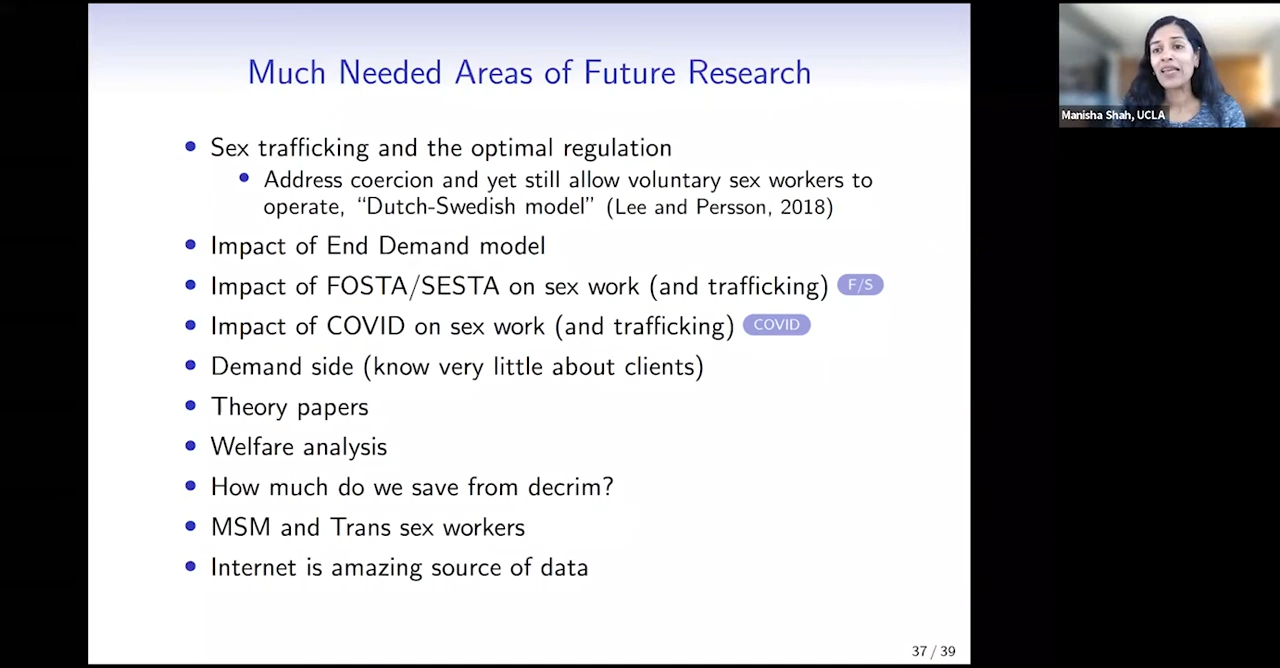 Much Needed Areas of Future Research
Manisha Shah, UCLA
• Sex trafficking and the optimal regulation
• Address coercion and yet still allow voluntary sex workers to
operate, “Dutch-Swedish model” (Lee and Persson, 2018)
• Impact of End Demand model
• Impact of FOSTA/SESTA on sex work (and trafficking) F/S
• Impact of COVID on sex work (and trafficking) COVID
• Demand side (know very little about clients)
• Theory papers
• Welfare analysis
• How much do we save from decrim?
• MSM and Trans sex workers
• Internet is amazing source of data
37 / 39